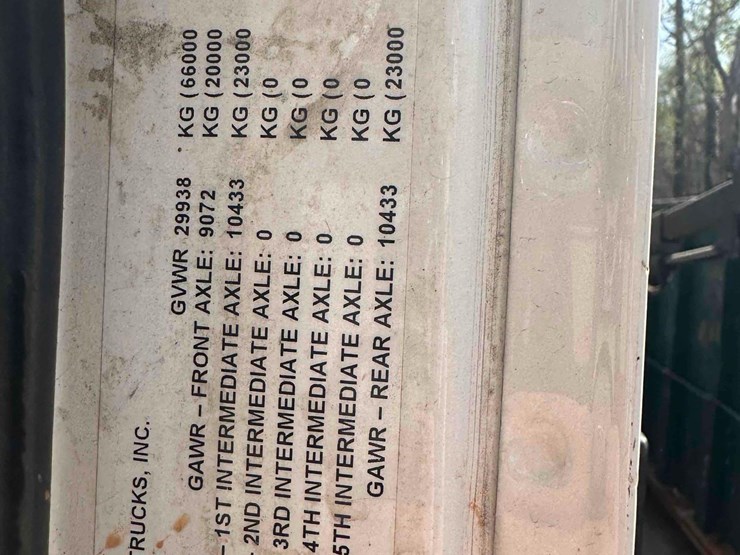 TRUCKS, INC.
GVWR 29938 KG (66000
GAWR – FRONT AXLE: 9072 KG (20000
– 1ST INTERMEDIATE AXLE: 10433 KG (23000
2ND INTERMEDIATE AXLE: 0 KG (0
3RD INTERMEDIATE AXLE: 0 KG (0
4TH INTERMEDIATE AXLE: 0 KG (0
5TH INTERMEDIATE AXLE: 0 KG (0
GAWR – REAR AXLE: 10433 KG (23000